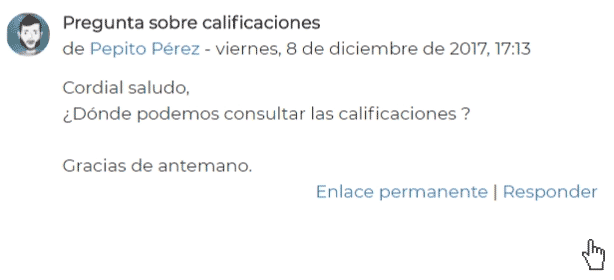 Pregunta sobre calificaciones
de Pepito Pérez - viernes, 8 de diciembre de 2017, 17:13
Cordial saludo,
¿Dónde podemos consultar las calificaciones ?
Gracias de antemano.
Enlace permanente | Responder